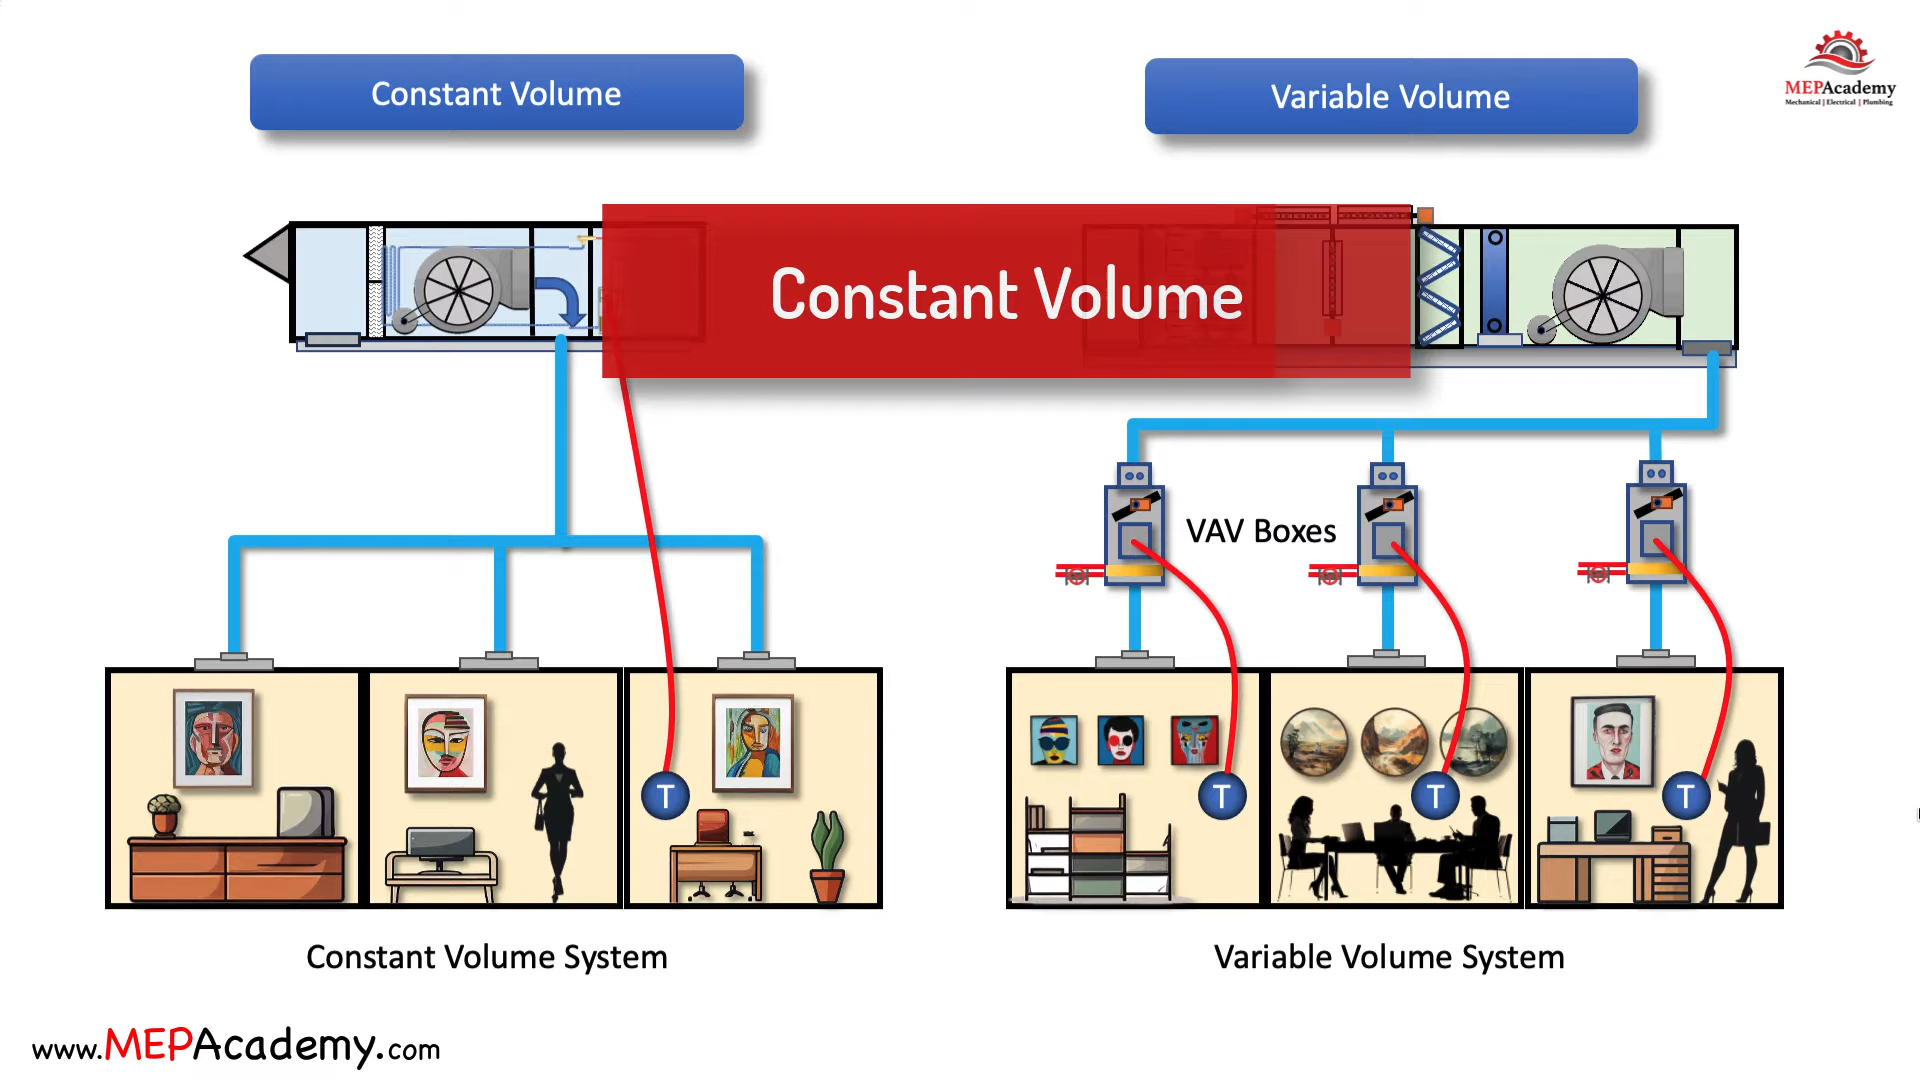 Constant Volume
Variable Volume
MEPAcademy
Mechanical | Electrical | Plumbing
Constant Volume
VAV Boxes
T
T
T
T
Constant Volume System
Variable Volume System
www.MEPAcademy.com